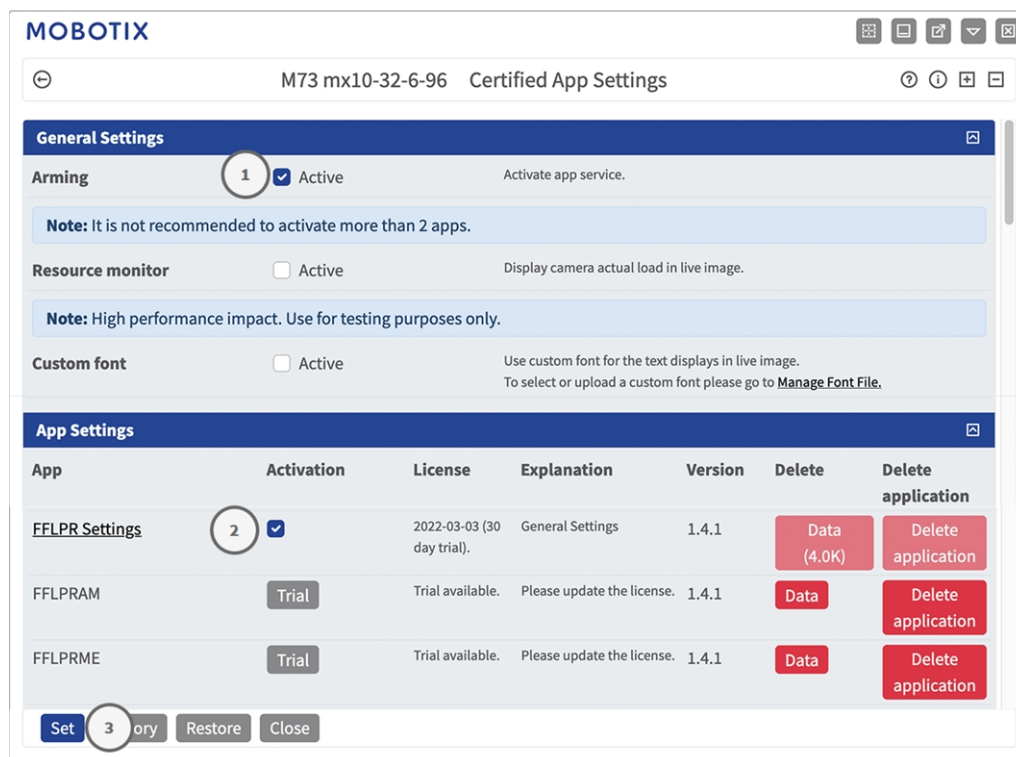 MOBOTIX
M73 mx10-32-6-96 Certified App Settings
General Settings
Arming 1 Active Activate app service.
Note: It is not recommended to activate more than 2 apps.
Resource monitor Active Display camera actual load in live image.
Note: High performance impact. Use for testing purposes only.
Custom font Active Use custom font for the text displays in live image.
To select or upload a custom font please go to Manage Font File.
App Settings
App Activation License Explanation Version Delete Delete
application
FFLPR Settings 2 2022-03-03 (30 General Settings 1.4.1 Data Delete
day trial). (4.0K) application
FFLPRAM Trial Trial available. Please update the license. 1.4.1 Data Delete
application
FFLPRME Trial Trial available. Please update the license. 1.4.1 Data Delete
application
Set 3 ory Restore Close